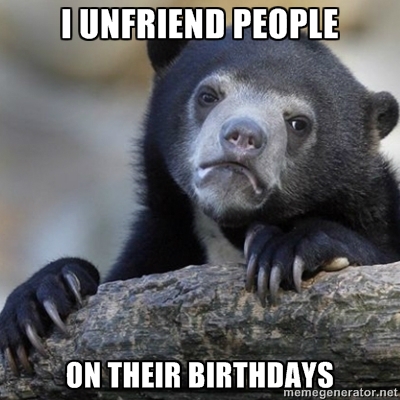 I UNFRIEND PEOPLE
ON THEIR BIRTHDAYS
memegenerator.net